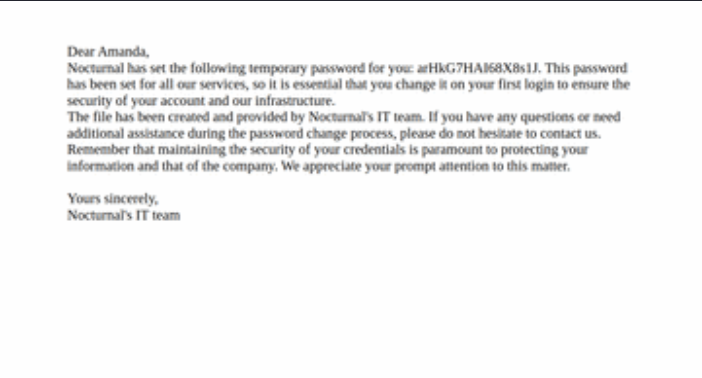 Dear Amanda,
Nocturnal has set the following temporary password for you: arHkG7HAI68X8s1J. This password
has been set for all our services, so it is essential that you change it on your first login to ensure the
security of your account and our infrastructure.
The file has been created and provided by Nocturnal's IT team. If you have any questions or need
additional assistance during the password change process, please do not hesitate to contact us.
Remember that maintaining the security of your credentials is paramount to protecting your
information and that of the company. We appreciate your prompt attention to this matter.
Yours sincerely,
Nocturnal's IT team